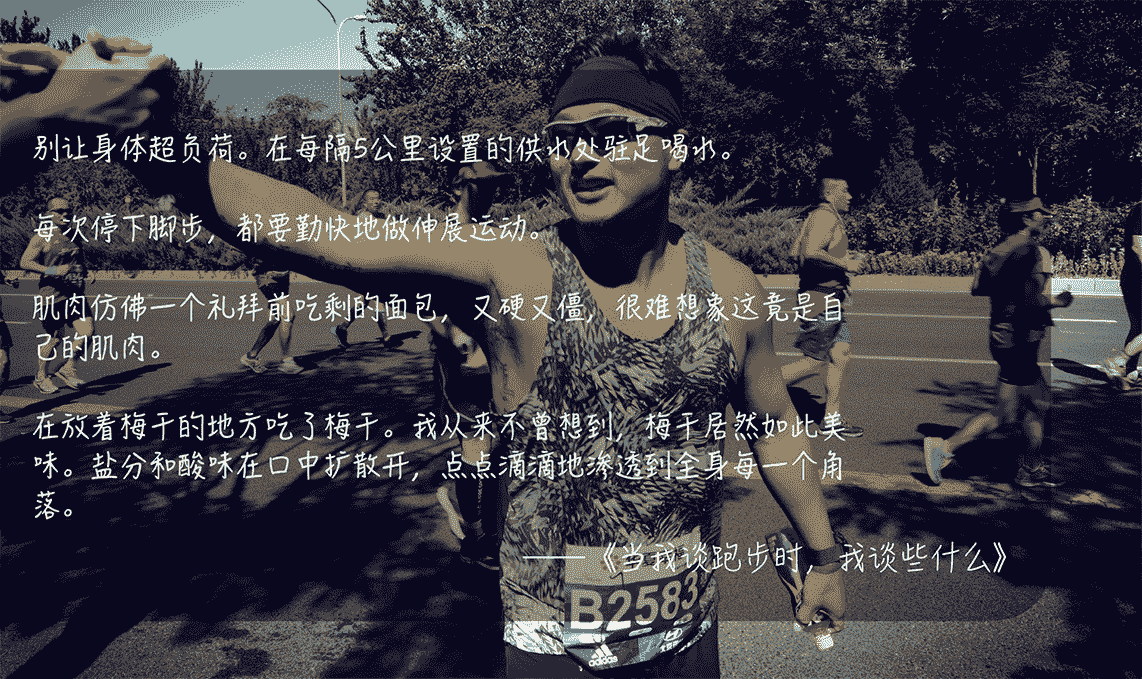 别让身体超负荷。在每隔5公里设置的供水处驻足喝水。
每次停下脚步，都要勤快地做伸展运动。
肌肉仿佛一个礼拜前吃剩的面包，又硬又僵，很难想象这竟是自
己的肌肉。
在放着梅干的地方吃了梅干。我从来不曾想到，梅干居然如此美
味。盐分和酸味在口中扩散开，点点滴滴地渗透到全身每一个角
落。
——《当我谈跑步时，我谈些什么》
B2583
adidas